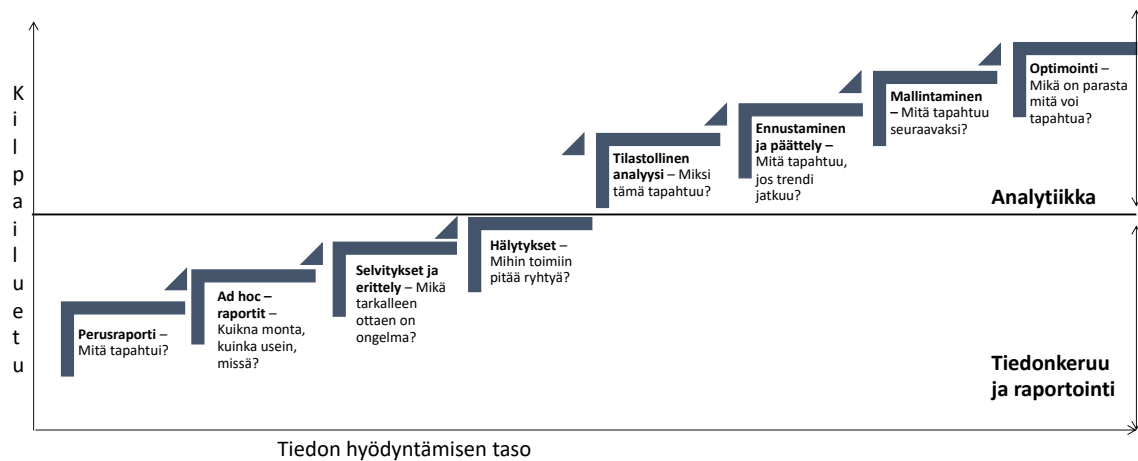 Kilpailuetu
Perusraporti –
Mitä tapahtui?
Ad hoc –
raportit –
Kuikna monta,
kuinka usein,
missä?
Selvitykset ja
erittely – Mikä
tarkalleen
ottaen on
ongelma?
Hälytykset –
Mihin toimiin
pitää ryhtyä?
Tilastollinen
analyysi – Miksi
tämä tapahtuu?
Ennustaminen
ja päättely –
Mitä tapahtuu,
jos trendi
jatkuu?
Mallintaminen
– Mitä tapahtuu
seuraavaksi?
Optimointi –
Mikä on parasta
mitä voi
tapahtua?
Analytiikka
Tiedonkeruu
ja raportointi
Tiedon hyödyntämisen taso